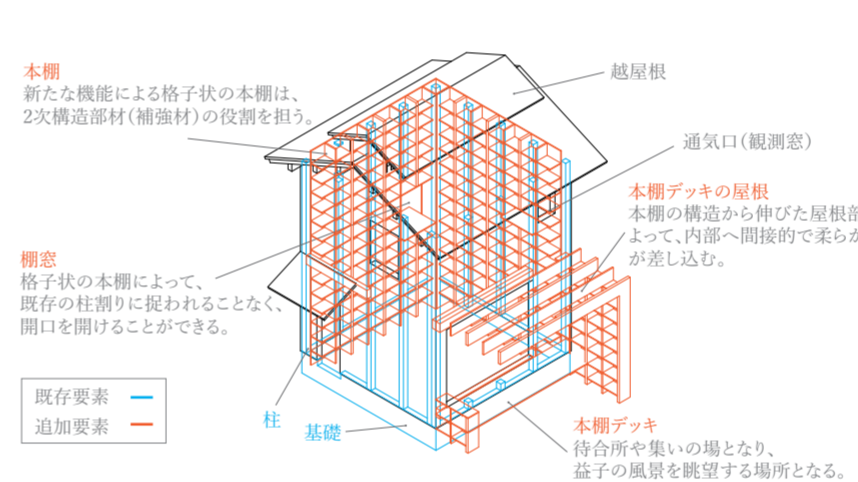 本棚
新たな機能による格子状の本棚は、
2次構造部材（補強材）の役割を担う。
越屋根
通気口（観測窓）
本棚デッキの屋根
本棚の構造から伸びた屋根部
よって、内部へ間接的で柔らか
が差し込む。
棚窓
格子状の本棚によって、
既存の柱割りに捉われることなく、
開口を開けることができる。
既存要素
追加要素
柱
基礎
本棚デッキ
待合所や集いの場となり、
益子の風景を眺望する場所となる。